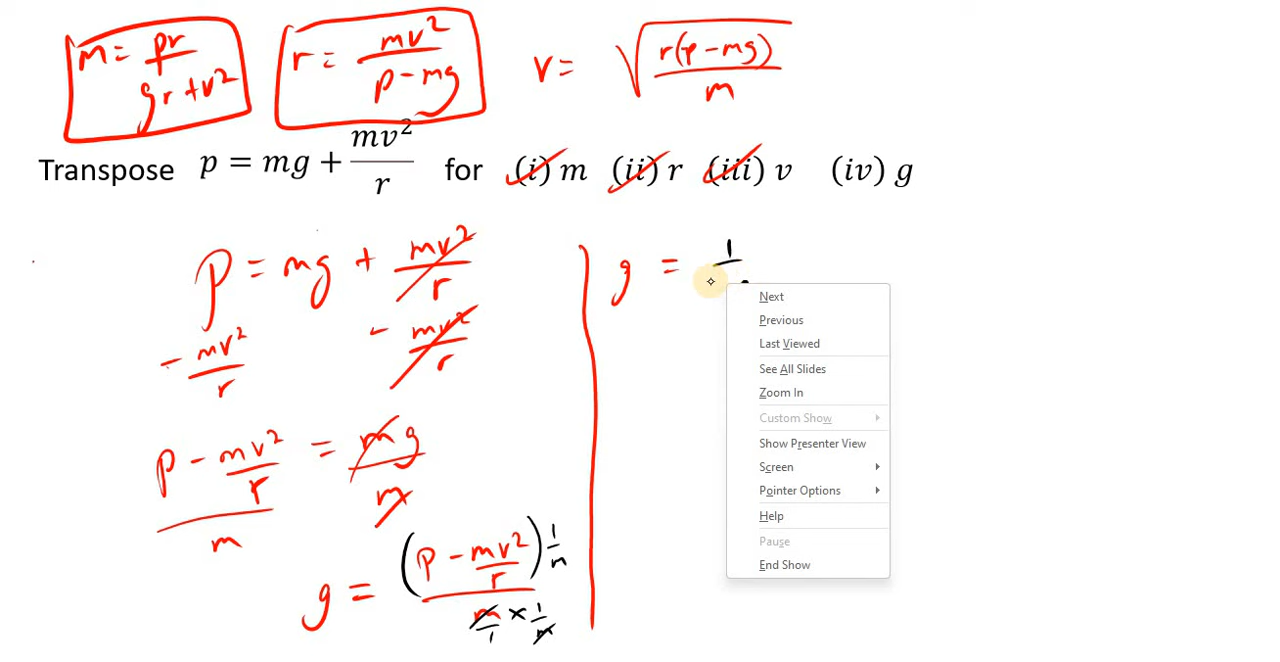 m = pr / (gr + v²)    r = mv² / (p - mg)    v = √(r(p - mg) / m)
Transpose p = mg + mv²/r for (i) m (ii) r (iii) v (iv) g
p = mg + mv²/r
- mv²/r    - mv²/r
(p - mv²/r) / m = mg / m
g = (p - mv²/r) 1/m / (m/1 × 1/m)
g = 1/
Next
Previous
Last Viewed
See All Slides
Zoom In
Custom Show
Show Presenter View
Screen
Pointer Options
Help
Pause
End Show